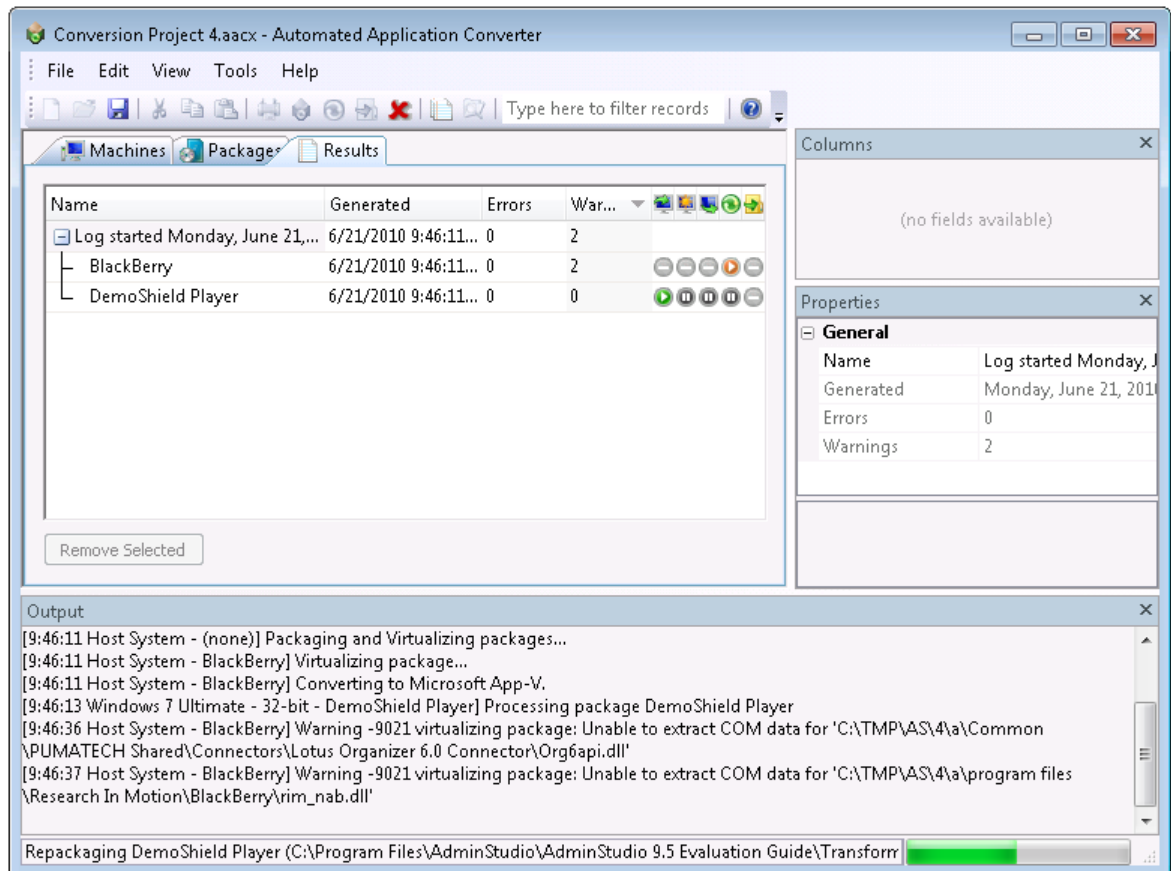 Conversion Project 4.aacx - Automated Application Converter
File Edit View Tools Help
Type here to filter records
Machines Packages Results
Name Generated Errors War...
Log started Monday, June 21,... 6/21/2010 9:46:11... 0 2
BlackBerry 6/21/2010 9:46:11... 0 2
DemoShield Player 6/21/2010 9:46:11... 0 0
Remove Selected
Columns
(no fields available)
Properties
General
Name Log started Monday, J
Generated Monday, June 21, 201
Errors 0
Warnings 2
Output
[9:46:11 Host System - (none)] Packaging and Virtualizing packages...
[9:46:11 Host System - BlackBerry] Virtualizing package...
[9:46:11 Host System - BlackBerry] Converting to Microsoft App-V.
[9:46:13 Windows 7 Ultimate - 32-bit - DemoShield Player] Processing package DemoShield Player
[9:46:36 Host System - BlackBerry] Warning -9021 virtualizing package: Unable to extract COM data for 'C:\TMP\AS\4\a\Common
\PUMATECH Shared\Connectors\Lotus Organizer 6.0 Connector\Org6api.dll'
[9:46:37 Host System - BlackBerry] Warning -9021 virtualizing package: Unable to extract COM data for 'C:\TMP\AS\4\a\program files
\Research In Motion\BlackBerry\rim_nab.dll'
Repackaging DemoShield Player (C:\Program Files\AdminStudio\AdminStudio 9.5 Evaluation Guide\Transform